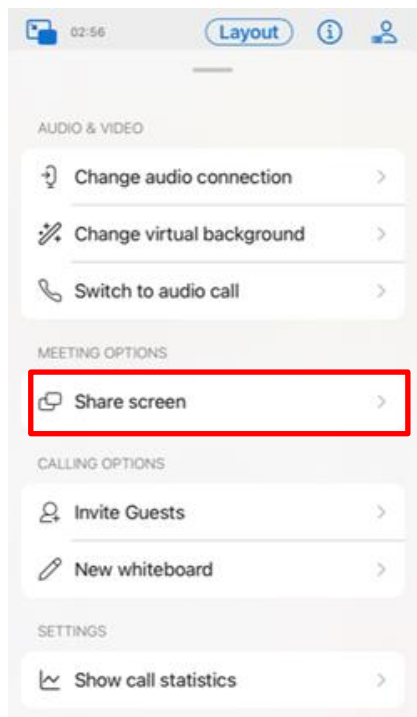 02:56 Layout
AUDIO & VIDEO
Change audio connection
Change virtual background
Switch to audio call
MEETING OPTIONS
Share screen
CALLING OPTIONS
Invite Guests
New whiteboard
SETTINGS
Show call statistics